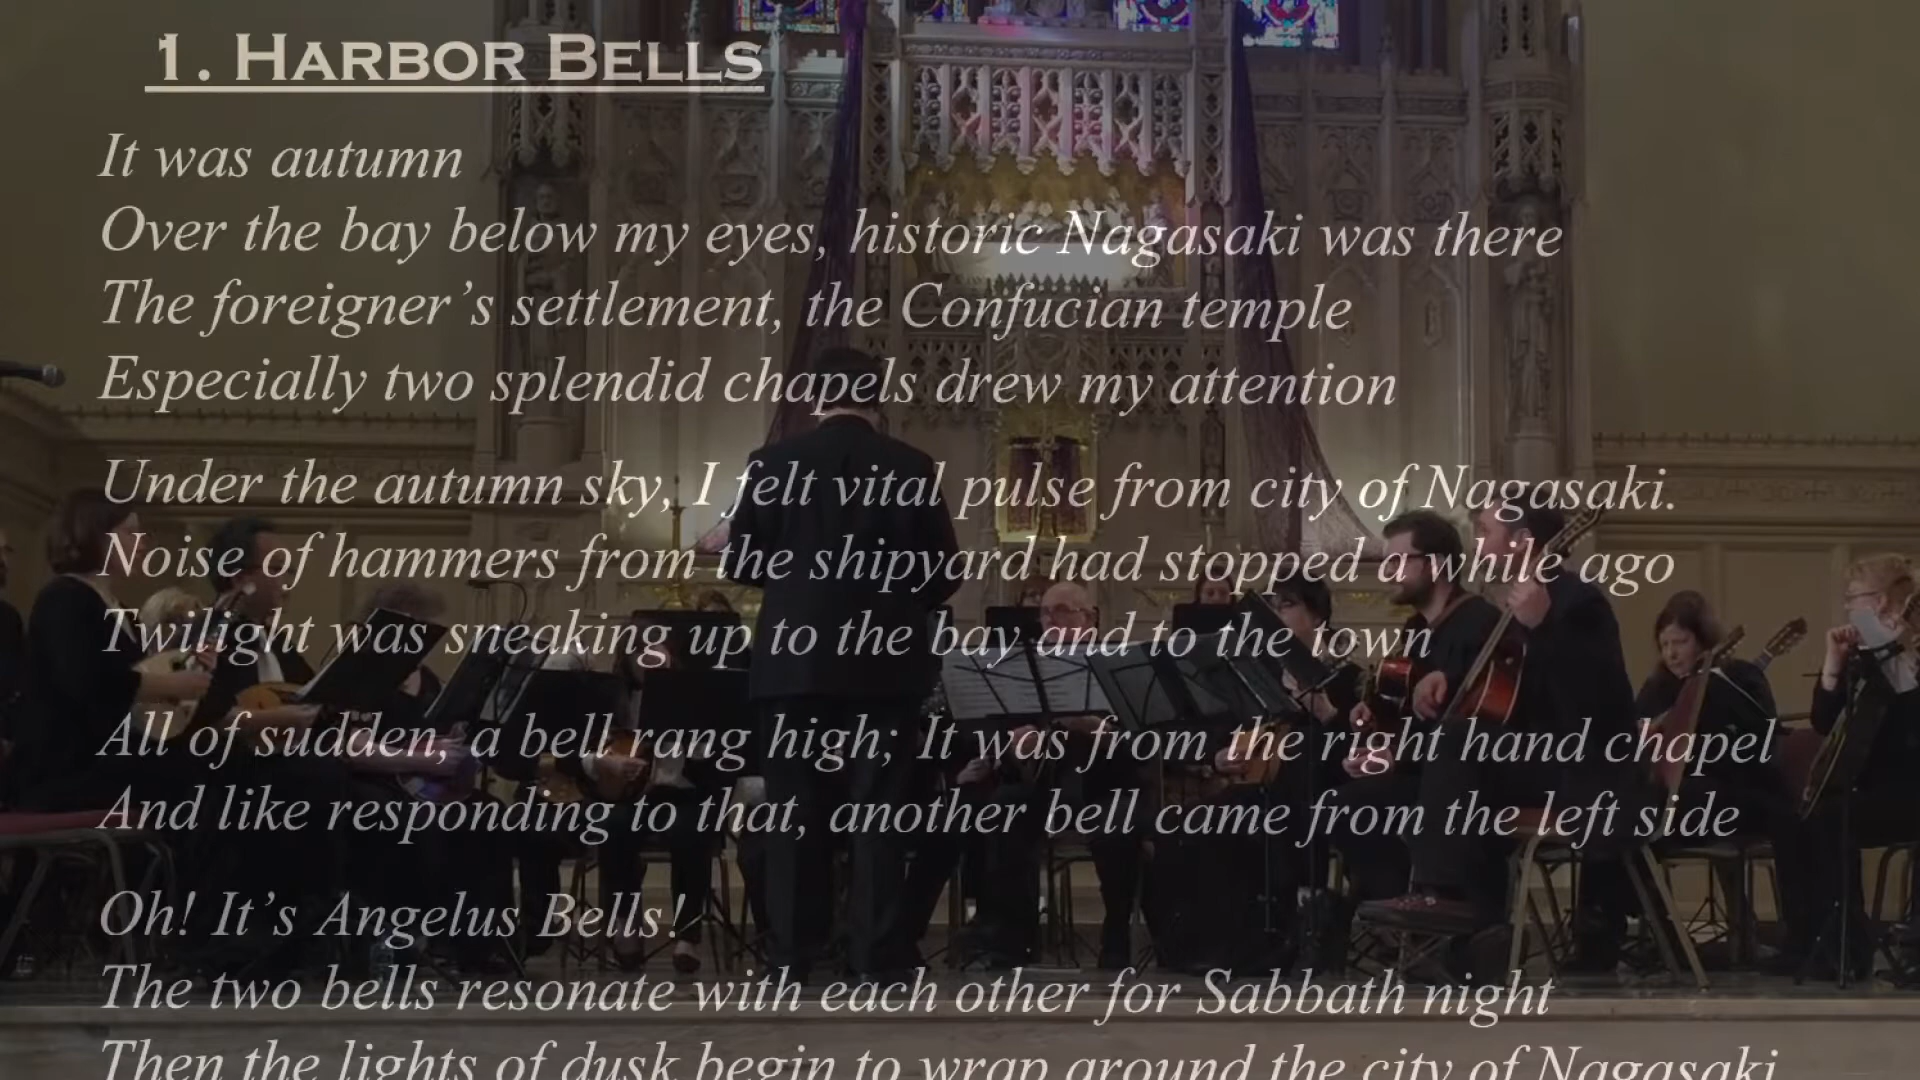 1. HARBOR BELLS
It was autumn
Over the bay below my eyes, historic Nagasaki was there
The foreigner’s settlement, the Confucian temple
Especially two splendid chapels drew my attention
Under the autumn sky, I felt vital pulse from city of Nagasaki.
Noise of hammers from the shipyard had stopped a while ago
Twilight was sneaking up to the bay and to the town
All of sudden, a bell rang high; It was from the right hand chapel
And like responding to that, another bell came from the left side
Oh! It’s Angelus Bells!
The two bells resonate with each other for Sabbath night
Then the lights of dusk begin to wrap around the city of Nagasaki